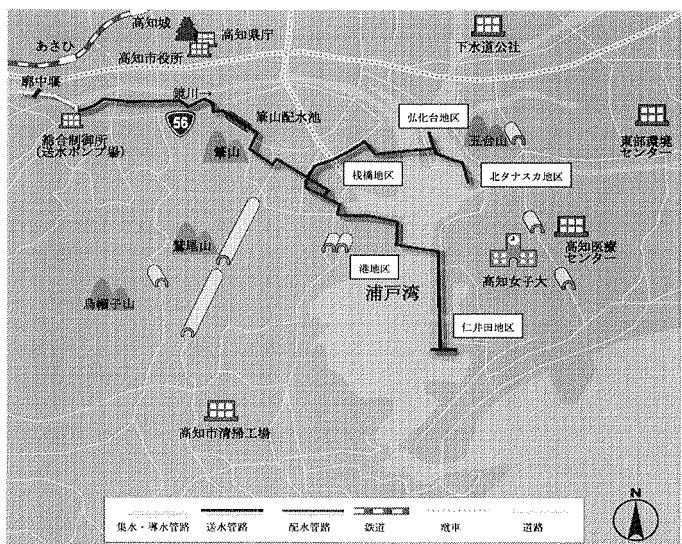 高知城
高知県庁
高知市役所
あさひ
下水道公社
廓中堰
鏡川→
総合制御所
(送水ポンプ場)
56
筆山配水池
筆山
弘化台地区
五台山
東部環境
センター
桟橋地区
北タナスカ地区
鷲尾山
港地区
高知医療
センター
高知女子大
浦戸湾
烏帽子山
仁井田地区
高知市清掃工場
N
集水・導水管路
送水管路
配水管路
鉄道
電車
道路